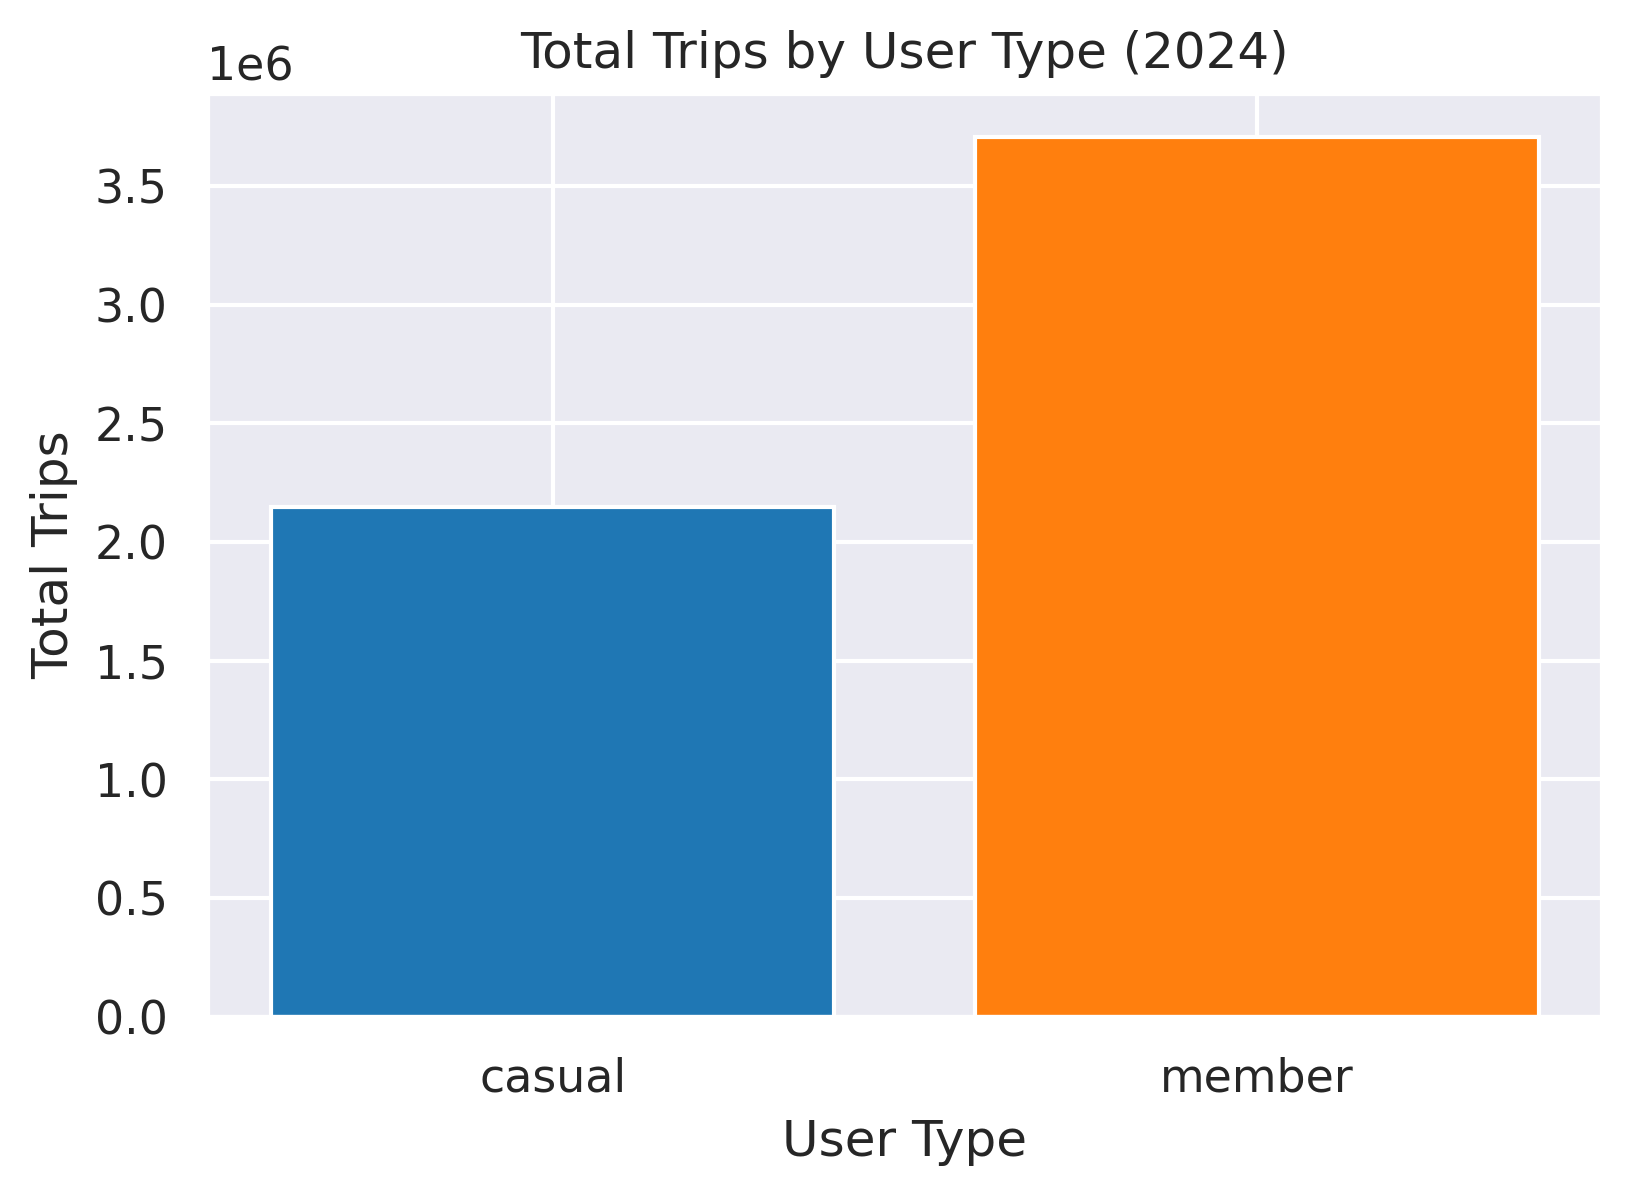 Total Trips by User Type (2024)
1e6
3.5
3.0
2.5
2.0
1.5
1.0
0.5
0.0
Total Trips
casual
member
User Type